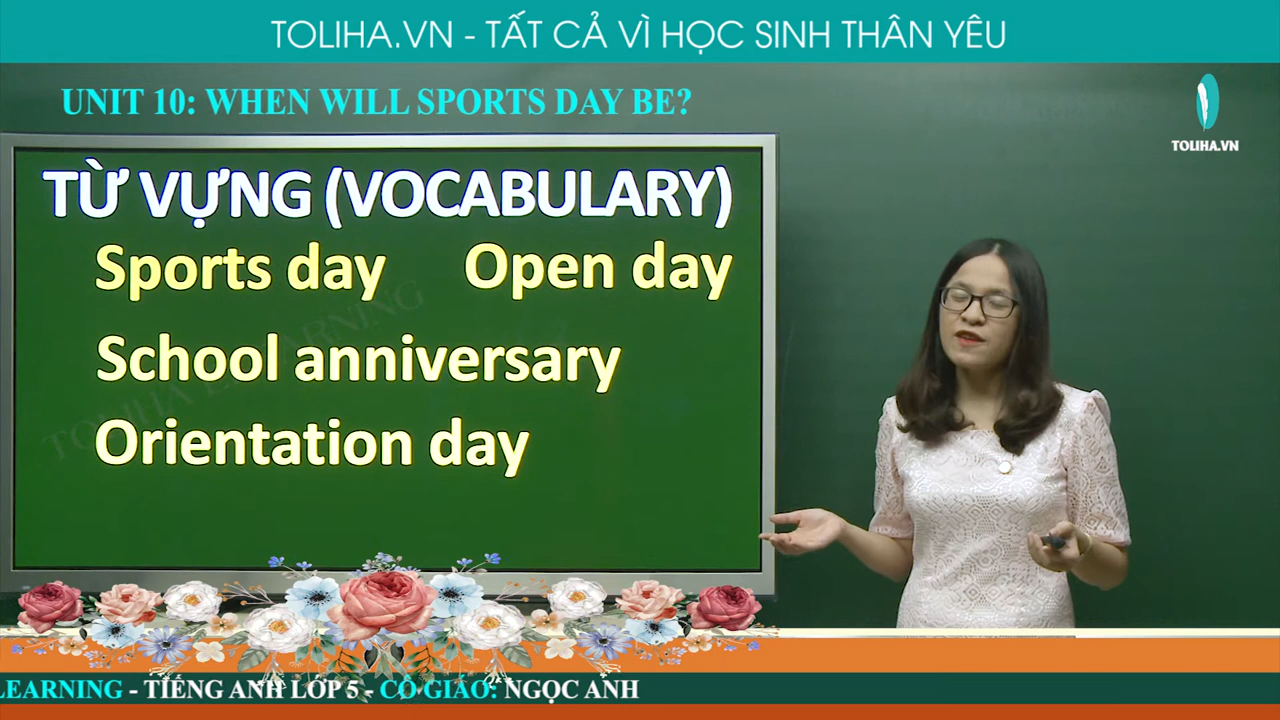 TOLIHA.VN - TẤT CẢ VÌ HỌC SINH THÂN YÊU
UNIT 10: WHEN WILL SPORTS DAY BE?
TOLIHA.VN
TỪ VỰNG (VOCABULARY)
Sports day Open day
School anniversary
Orientation day
TOLIHA LEARNING
LEARNING - TIẾNG ANH LỚP 5 - CÔ GIÁO: NGỌC ANH